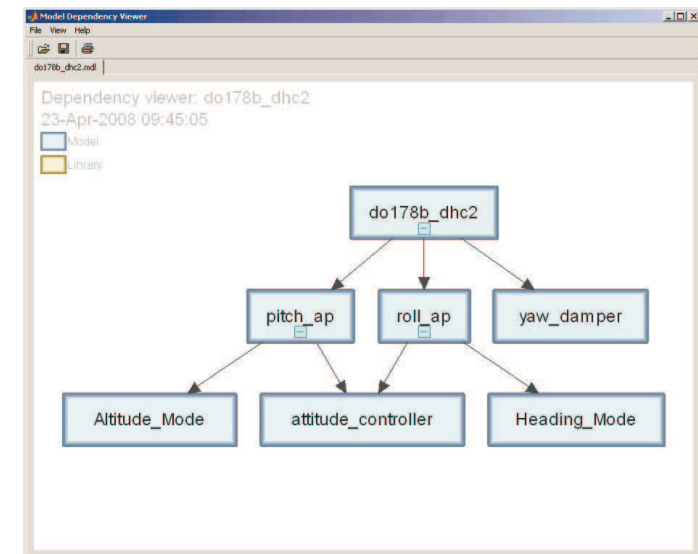 Model Dependency Viewer
File View Help
do178b_dhc2.mdl
Dependency viewer: do178b_dhc2
23-Apr-2008 09:45:05
Model
Library
do178b_dhc2
pitch_ap
roll_ap
yaw_damper
Altitude_Mode
attitude_controller
Heading_Mode